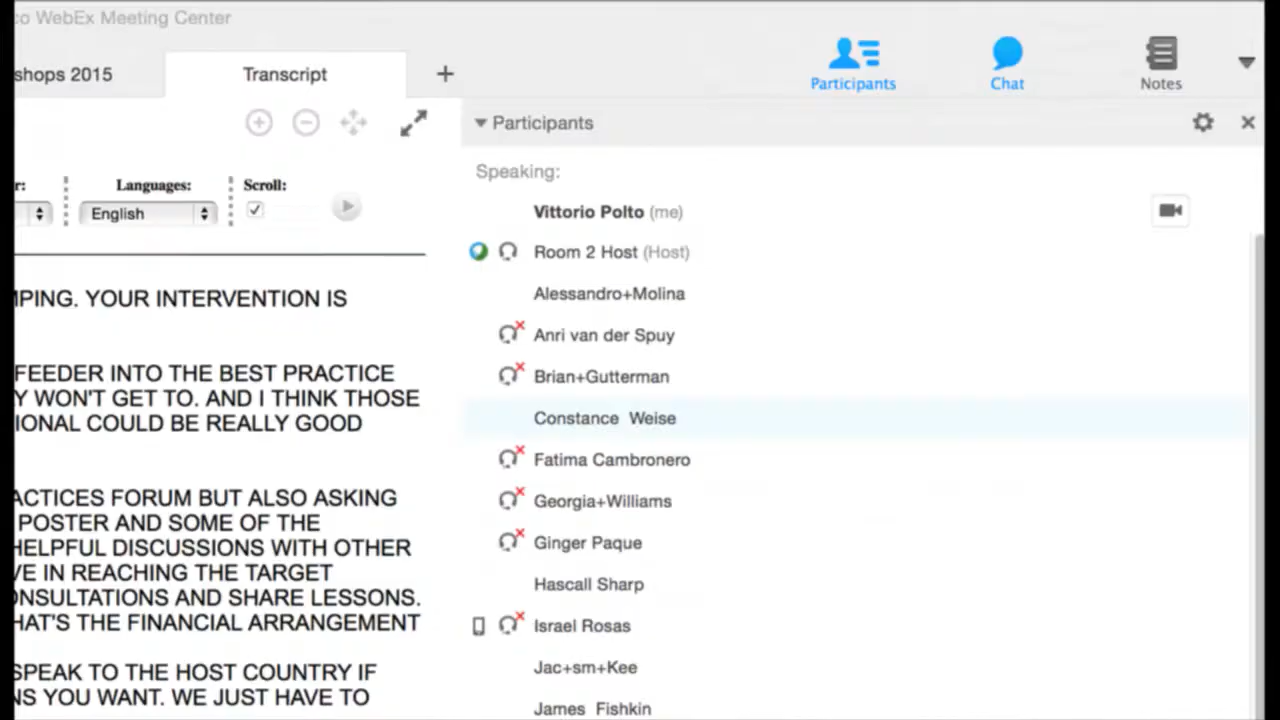 co WebEx Meeting Center
shops 2015
Transcript
+
Participants
Chat
Notes
Participants
Speaking:
r:
Languages:
Scroll:
English
Vittorio Polto (me)
Room 2 Host (Host)
Alessandro+Molina
Anri van der Spuy
Brian+Gutterman
Constance Weise
Fatima Cambronero
Georgia+Williams
Ginger Paque
Hascall Sharp
Israel Rosas
Jac+sm+Kee
James Fishkin
MPING. YOUR INTERVENTION IS
FEEDER INTO THE BEST PRACTICE
Y WON'T GET TO. AND I THINK THOSE
IONAL COULD BE REALLY GOOD
ACTICES FORUM BUT ALSO ASKING
POSTER AND SOME OF THE
HELPFUL DISCUSSIONS WITH OTHER
VE IN REACHING THE TARGET
ONSULTATIONS AND SHARE LESSONS.
HAT'S THE FINANCIAL ARRANGEMENT
SPEAK TO THE HOST COUNTRY IF
NS YOU WANT. WE JUST HAVE TO